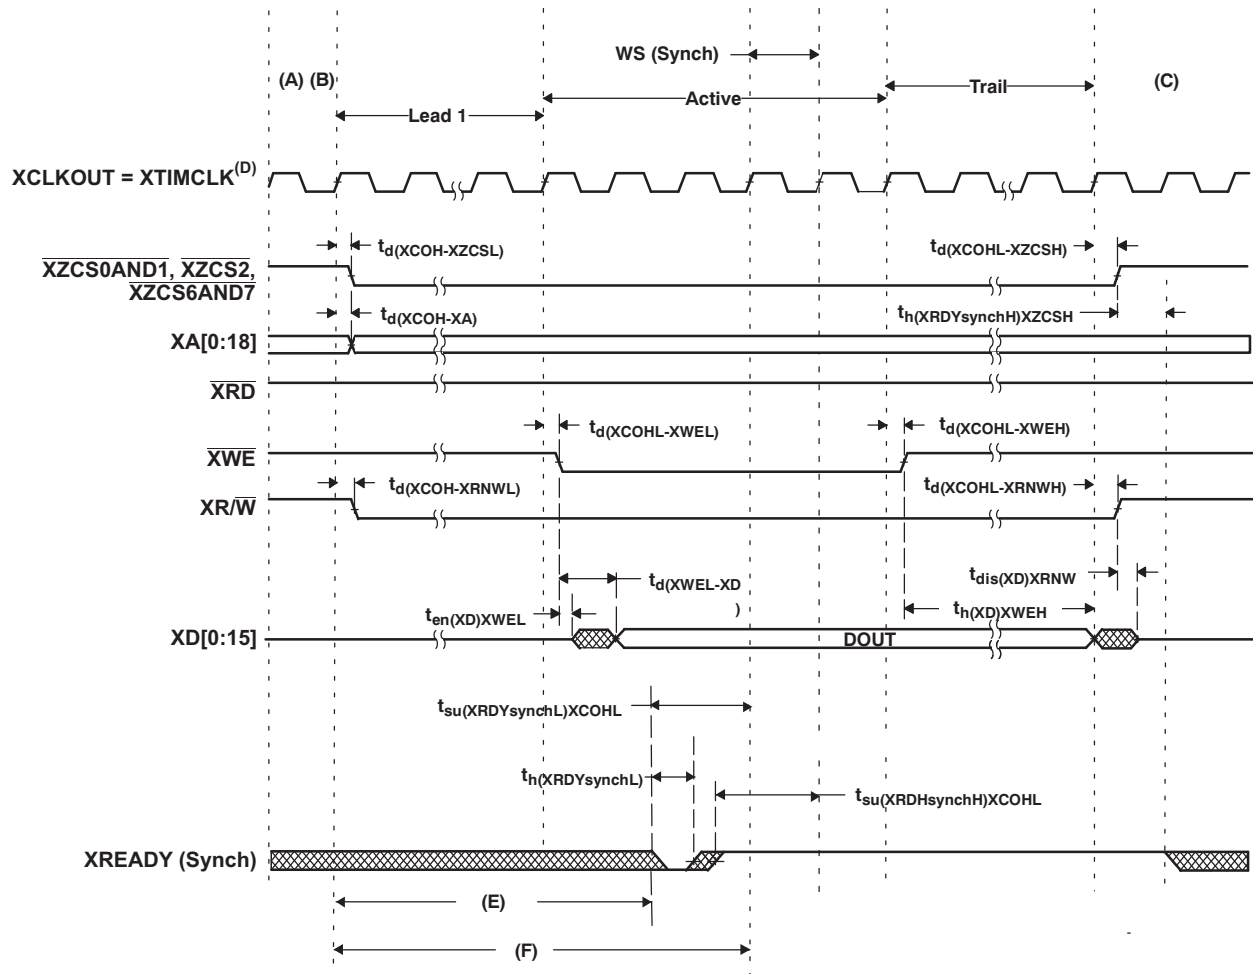 WS (Synch)
(A) (B)
(C)
Trail
Active
Lead 1
XCLKOUT = XTIMCLK(D)
td(XCOH-XZCSL)
td(XCOHL-XZCSH)
XZCS0AND1, XZCS2,
XZCS6AND7
td(XCOH-XA)
th(XRDYsynchH)XZCSH
XA[0:18]
XRD
td(XCOHL-XWEL)
td(XCOHL-XWEH)
XWE
td(XCOH-XRNWL)
td(XCOHL-XRNWH)
XR/W
td(XWEL-XD
)
tdis(XD)XRNW
ten(XD)XWEL
th(XD)XWEH
XD[0:15]
DOUT
tsu(XRDYsynchL)XCOHL
th(XRDYsynchL)
tsu(XRDHsynchH)XCOHL
XREADY (Synch)
(E)
(F)